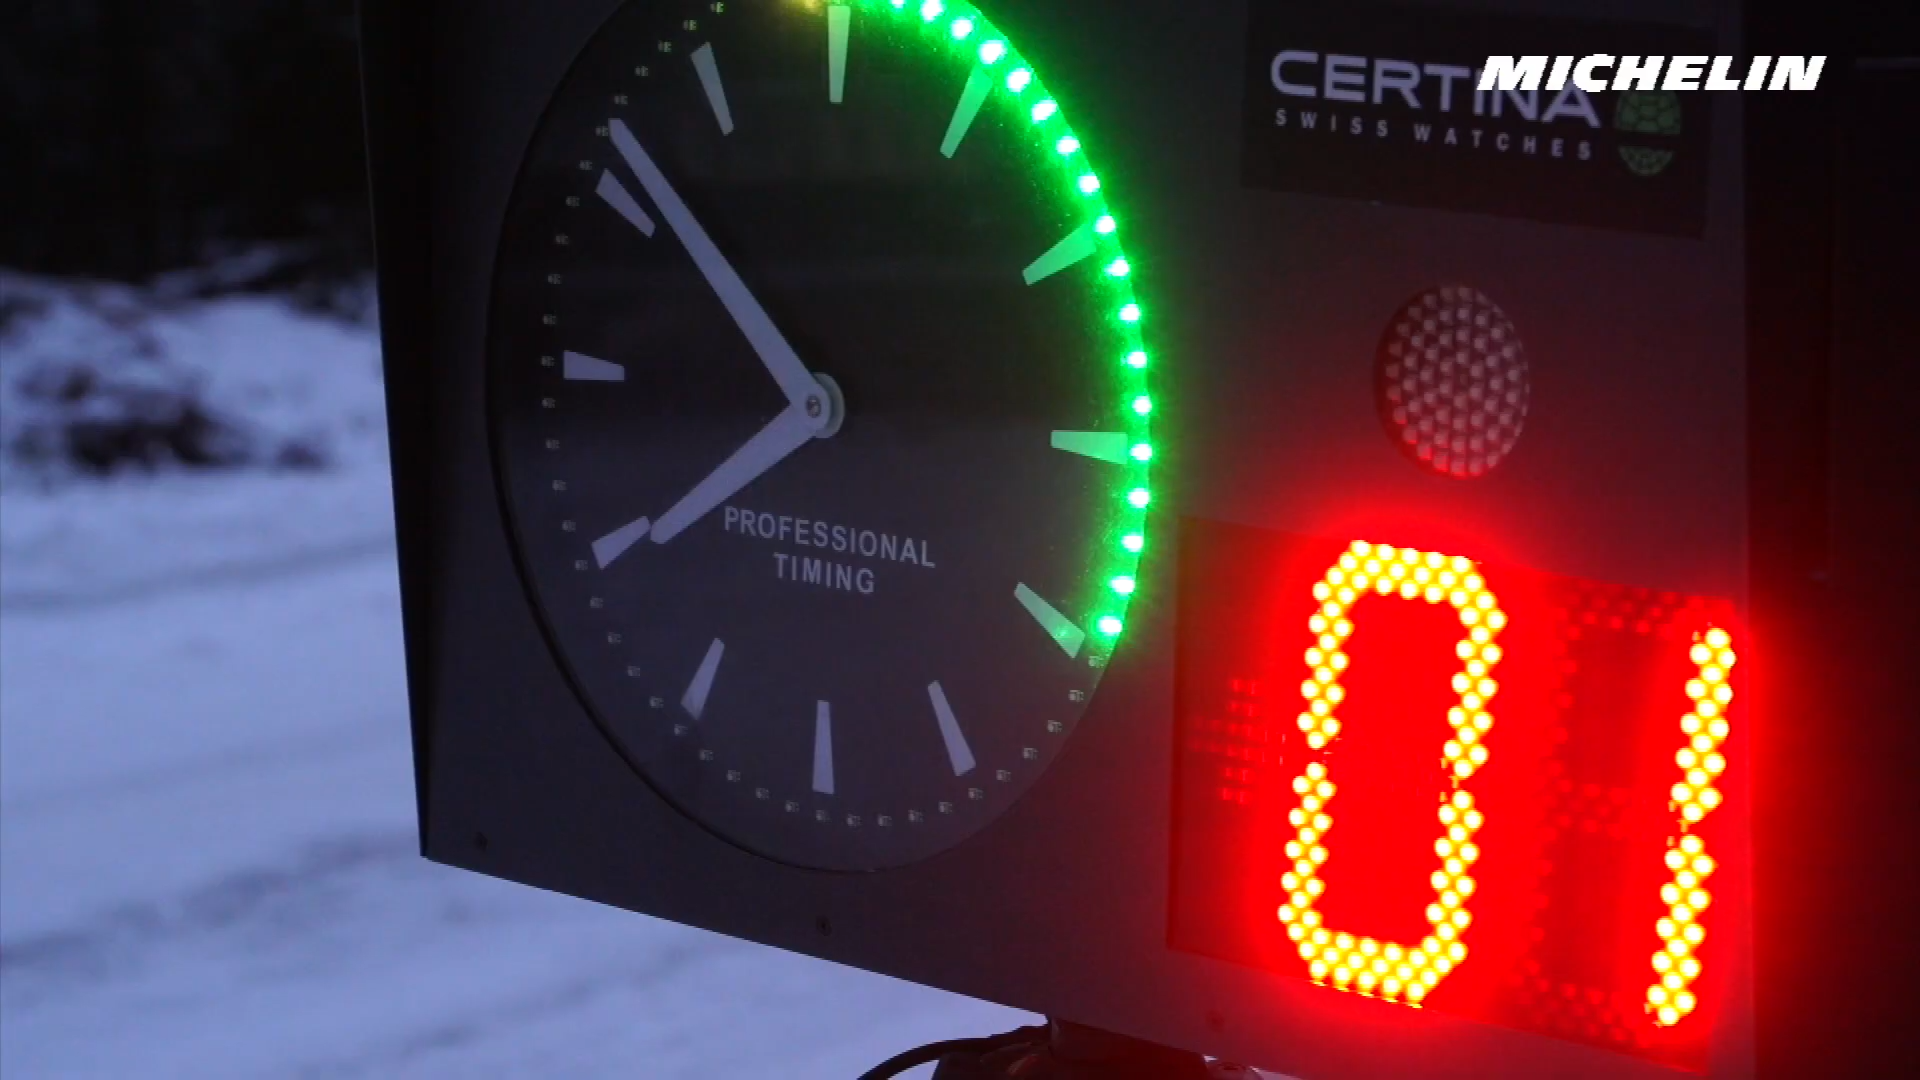 CERTINA
MICHELIN
SWISS WATCHES
PROFESSIONAL
TIMING
01